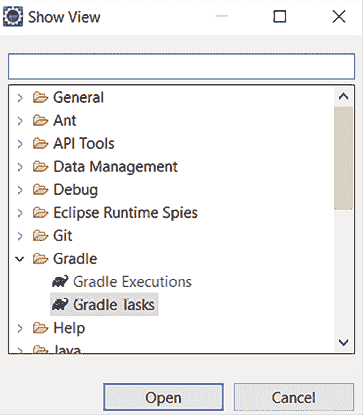 Show View
General
Ant
API Tools
Data Management
Debug
Eclipse Runtime Spies
Git
Gradle
Gradle Executions
Gradle Tasks
Help
Java
Open Cancel